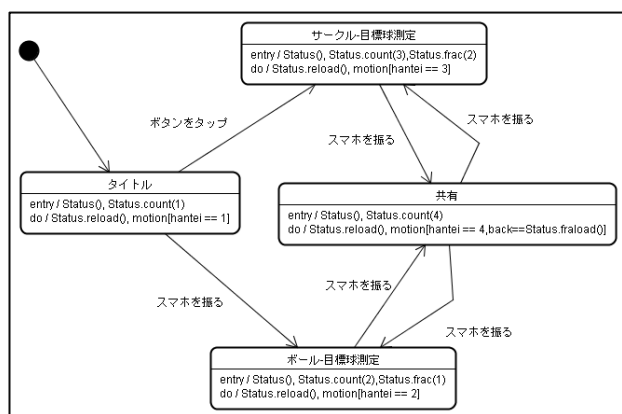 サークル-目標球測定
entry / Status(), Status.count(3),Status.frac(2)
do / Status.reload(), motion[hantei == 3]
ボタンをタップ
スマホを振る
スマホを振る
タイトル
entry / Status(), Status.count(1)
do / Status.reload(), motion[hantei == 1]
共有
entry / Status(), Status.count(4)
do / Status.reload(), motion[hantei == 4,back==Status.fraload()]
スマホを振る
スマホを振る
スマホを振る
ボール-目標球測定
entry / Status(), Status.count(2),Status.frac(1)
do / Status.reload(), motion[hantei == 2]